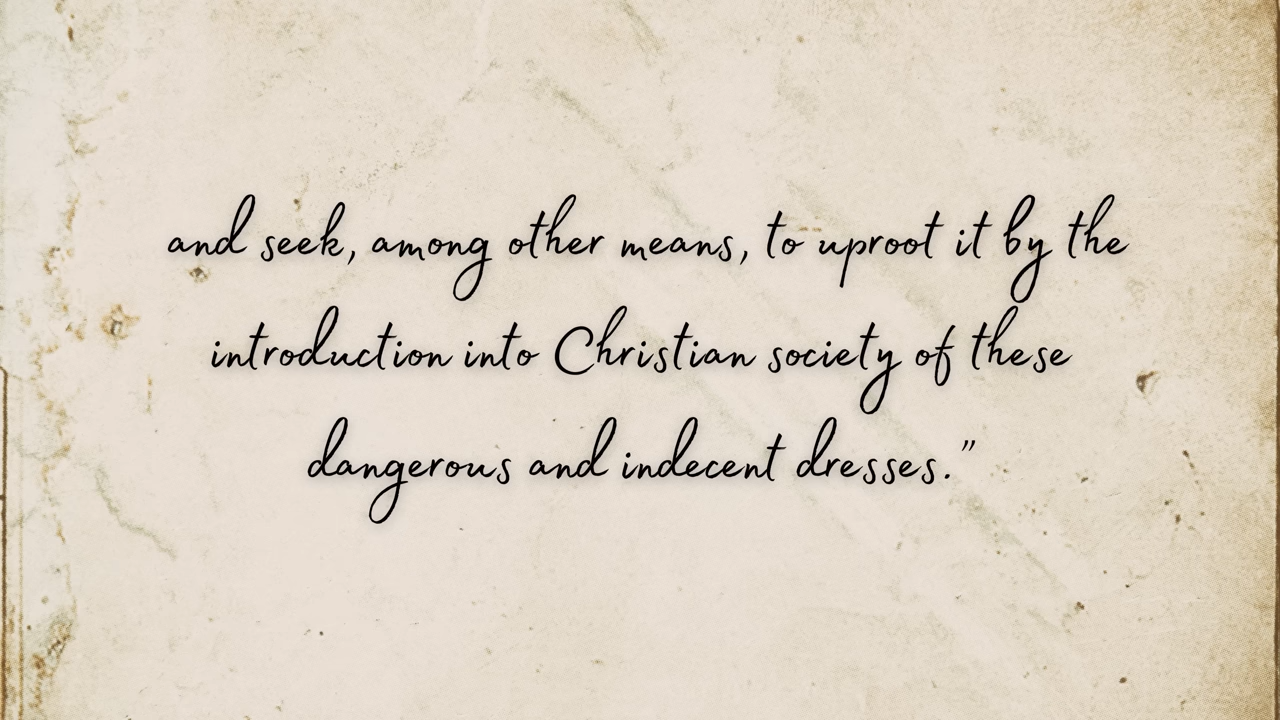 and seek, among other means, to uproot it by the
introduction into Christian society of these
dangerous and indecent dresses.”